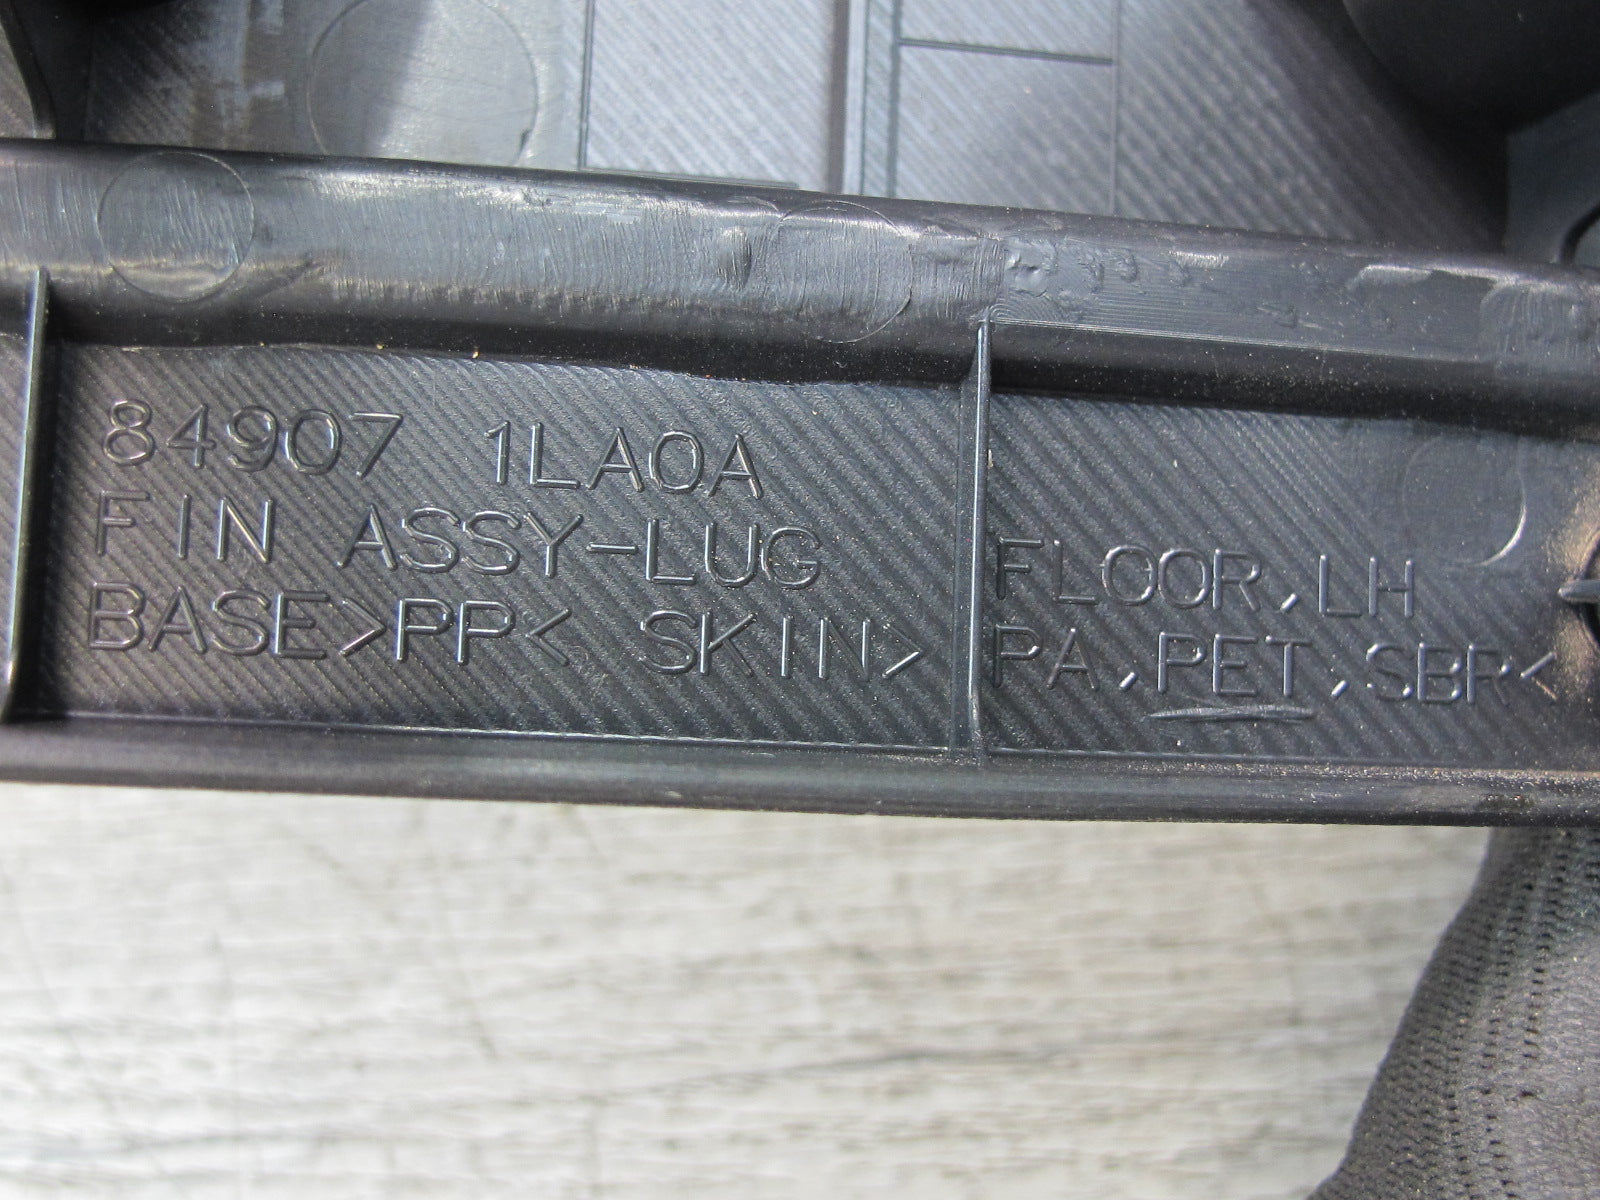 84907 1LA0A
FIN ASSY-LUG FLOOR,LH
BASE>PP< SKIN>PA,PET,SBR<